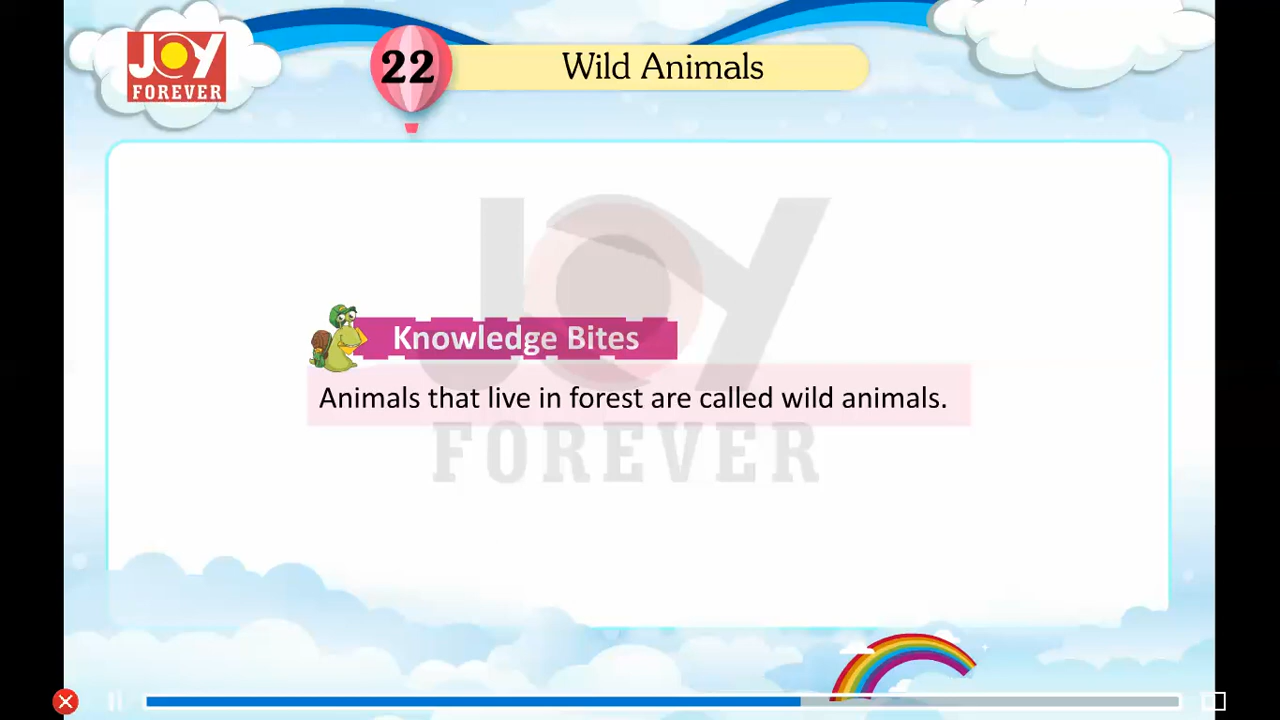 JOY
FOREVER
22
Wild Animals
Knowledge Bites
Animals that live in forest are called wild animals.
JOY
FOREVER